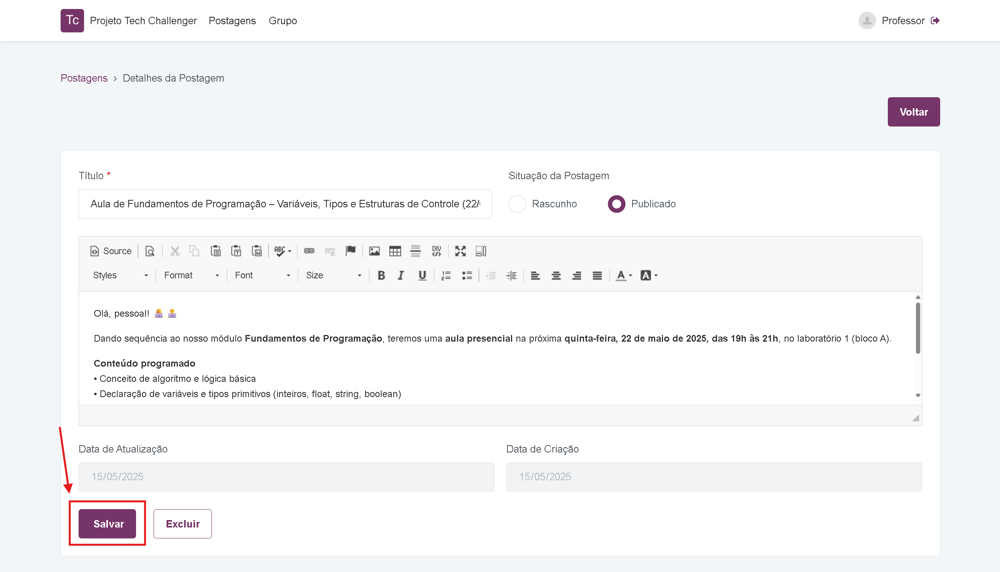 Tc Projeto Tech Challenger Postagens Grupo Professor
Postagens › Detalhes da Postagem
Voltar
Título * Situação da Postagem
Aula de Fundamentos de Programação – Variáveis, Tipos e Estruturas de Controle (22/ Rascunho Publicado
Source ABC DIV
Styles Format Font Size B I U A A
Olá, pessoal! 👩‍💻 👨‍💻
Dando sequência ao nosso módulo Fundamentos de Programação, teremos uma aula presencial na próxima quinta-feira, 22 de maio de 2025, das 19h às 21h, no laboratório 1 (bloco A).
Conteúdo programado
• Conceito de algoritmo e lógica básica
• Declaração de variáveis e tipos primitivos (inteiros, float, string, boolean)
Data de Atualização Data de Criação
15/05/2025 15/05/2025
Salvar Excluir